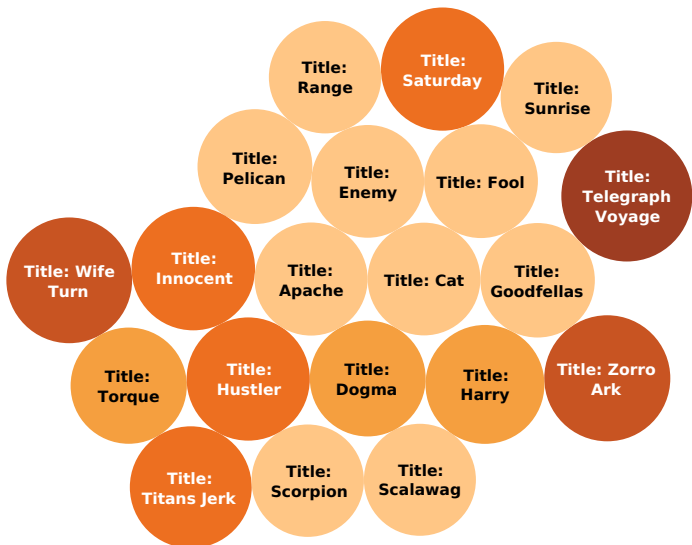 Title:
Range
Title:
Saturday
Title:
Sunrise
Title:
Pelican
Title:
Enemy
Title: Fool
Title:
Telegraph
Voyage
Title: Wife
Turn
Title:
Innocent
Title:
Apache
Title: Cat
Title:
Goodfellas
Title:
Torque
Title:
Hustler
Title:
Dogma
Title:
Harry
Title: Zorro
Ark
Title:
Titans Jerk
Title:
Scorpion
Title:
Scalawag